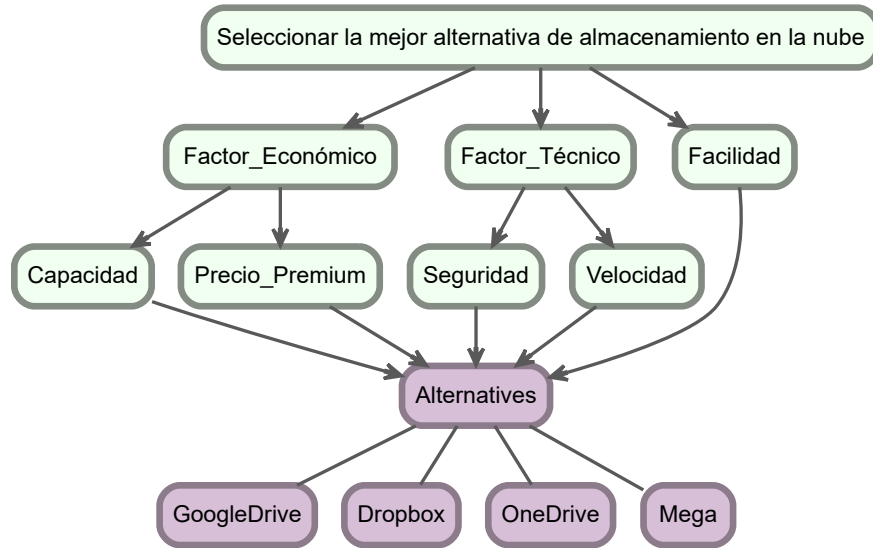 Seleccionar la mejor alternativa de almacenamiento en la nube
Factor_Económico
Factor_Técnico
Facilidad
Capacidad
Precio_Premium
Seguridad
Velocidad
Alternatives
GoogleDrive
Dropbox
OneDrive
Mega